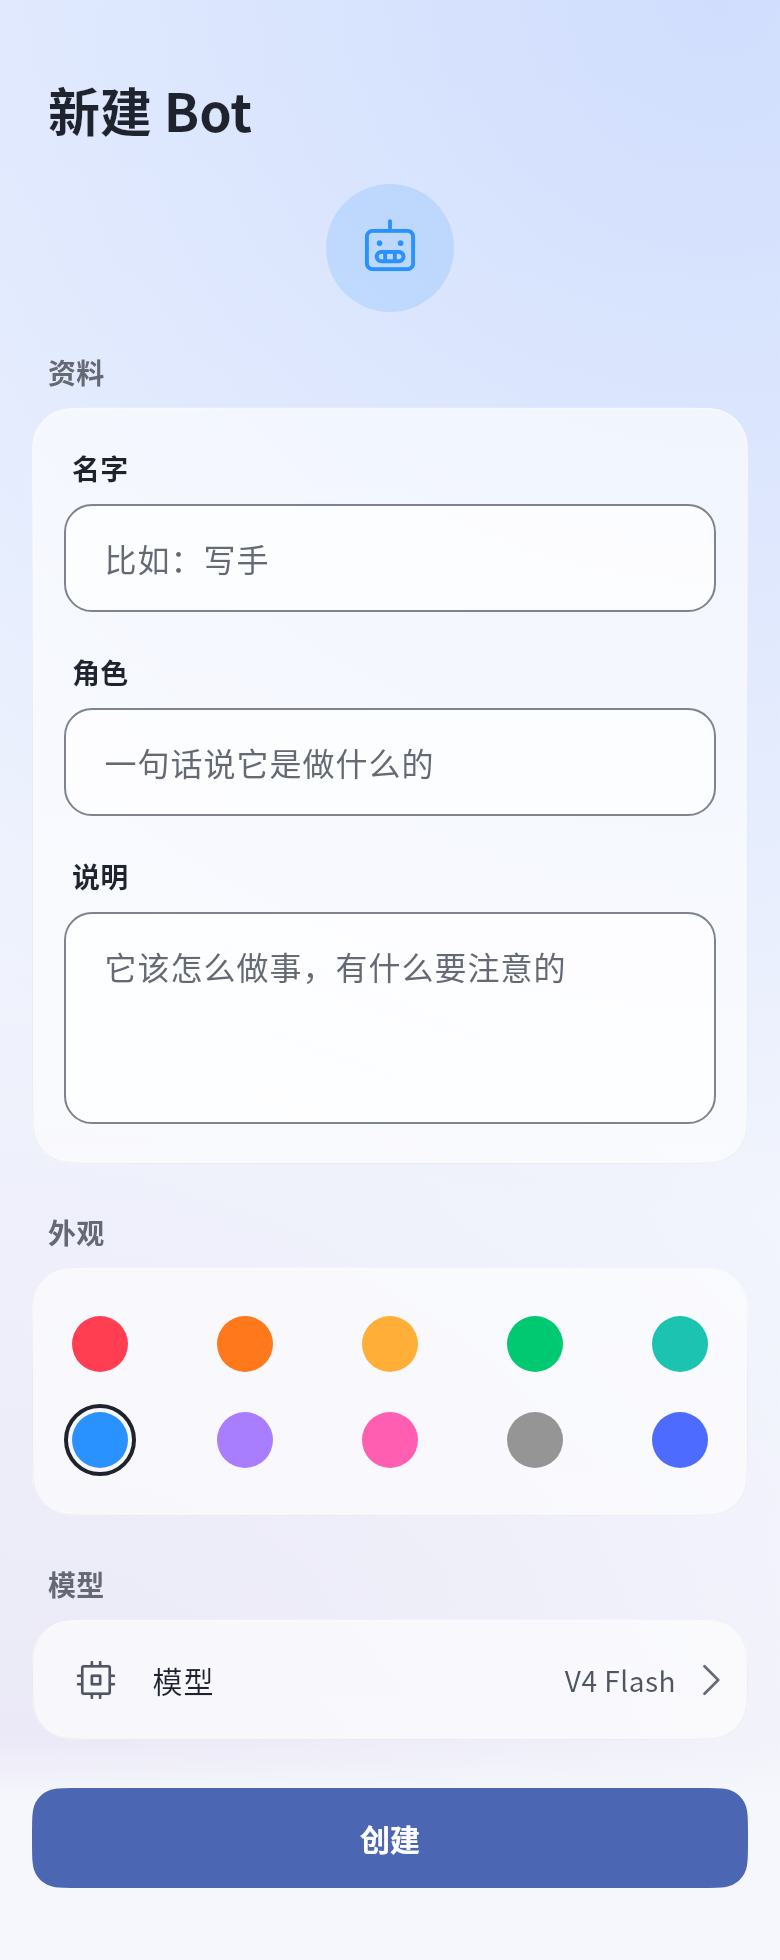 新建 Bot
资料
名字
比如：写手
角色
一句话说它是做什么的
说明
它该怎么做事，有什么要注意的
外观
模型
模型
V4 Flash
创建